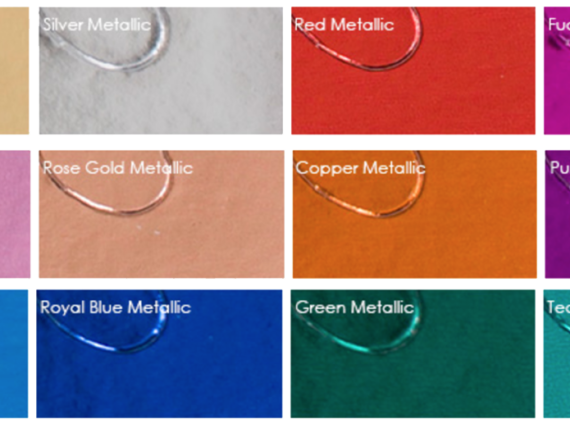 Silver Metallic
Red Metallic
Rose Gold Metallic
Copper Metallic
Royal Blue Metallic
Green Metallic